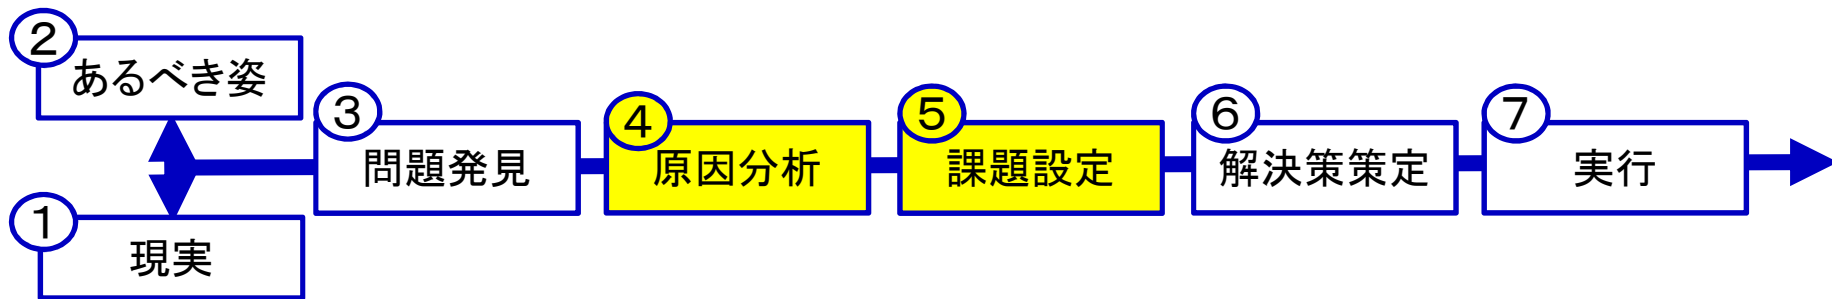 ②
あるべき姿
①
現実
③
問題発見
④
原因分析
⑤
課題設定
⑥
解決策策定
⑦
実行